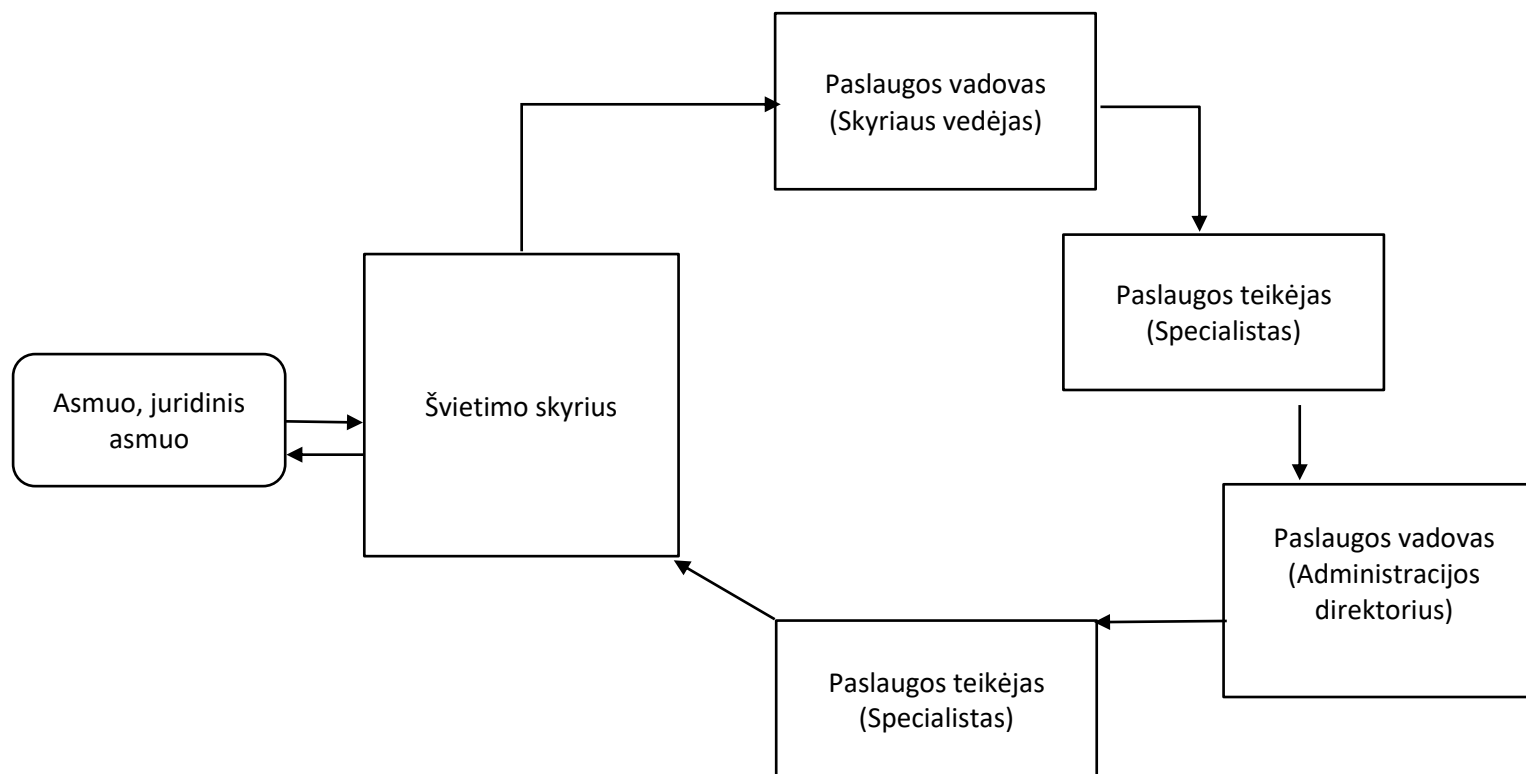 Paslaugos vadovas
(Skyriaus vedėjas)
Paslaugos teikėjas
(Specialistas)
Asmuo, juridinis
asmuo
Švietimo skyrius
Paslaugos vadovas
(Administracijos
direktorius)
Paslaugos teikėjas
(Specialistas)